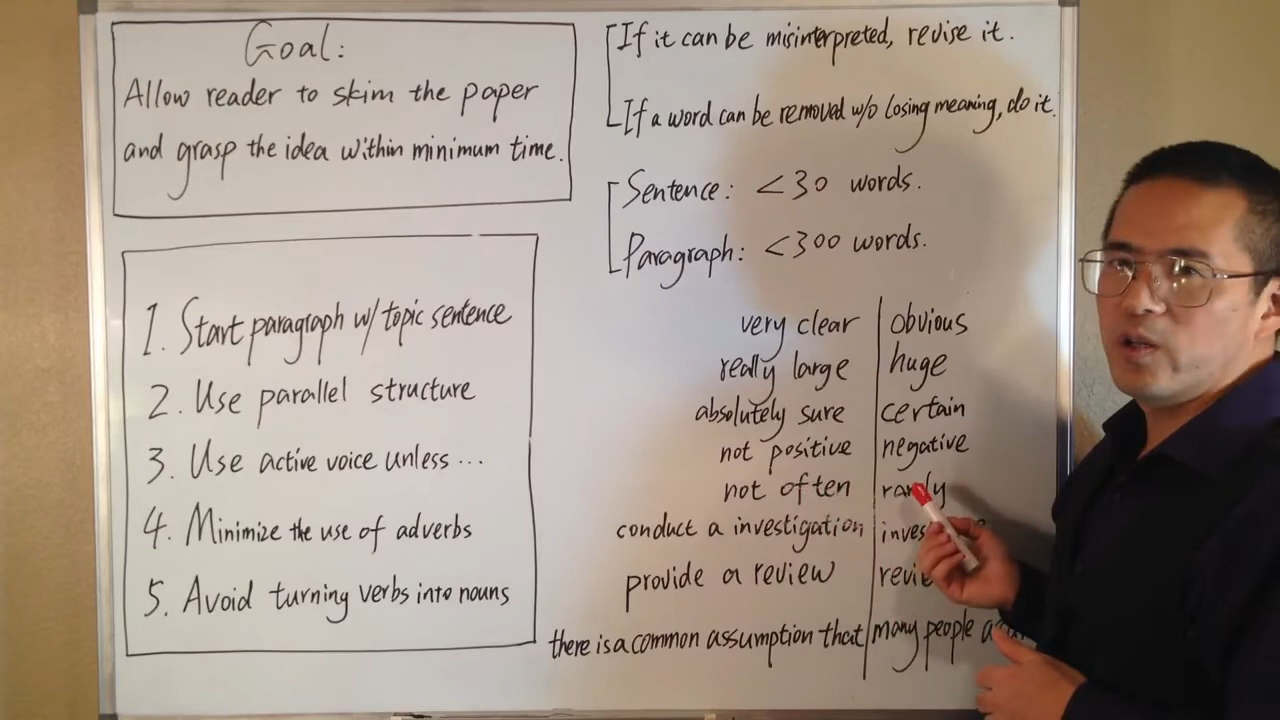 Goal:
Allow reader to skim the paper
and grasp the idea within minimum time.
1. Start paragraph w/ topic sentence
2. Use parallel structure
3. Use active voice unless ...
4. Minimize the use of adverbs
5. Avoid turning verbs into nouns
If it can be misinterpreted, revise it.
If a word can be removed w/o losing meaning, do it.
Sentence: <30 words.
Paragraph: <300 words.
very clear | obvious
really large | huge
absolutely sure | certain
not positive | negative
not often |
conduct a investigation |
provide a review |
there is a common assumption that | many people